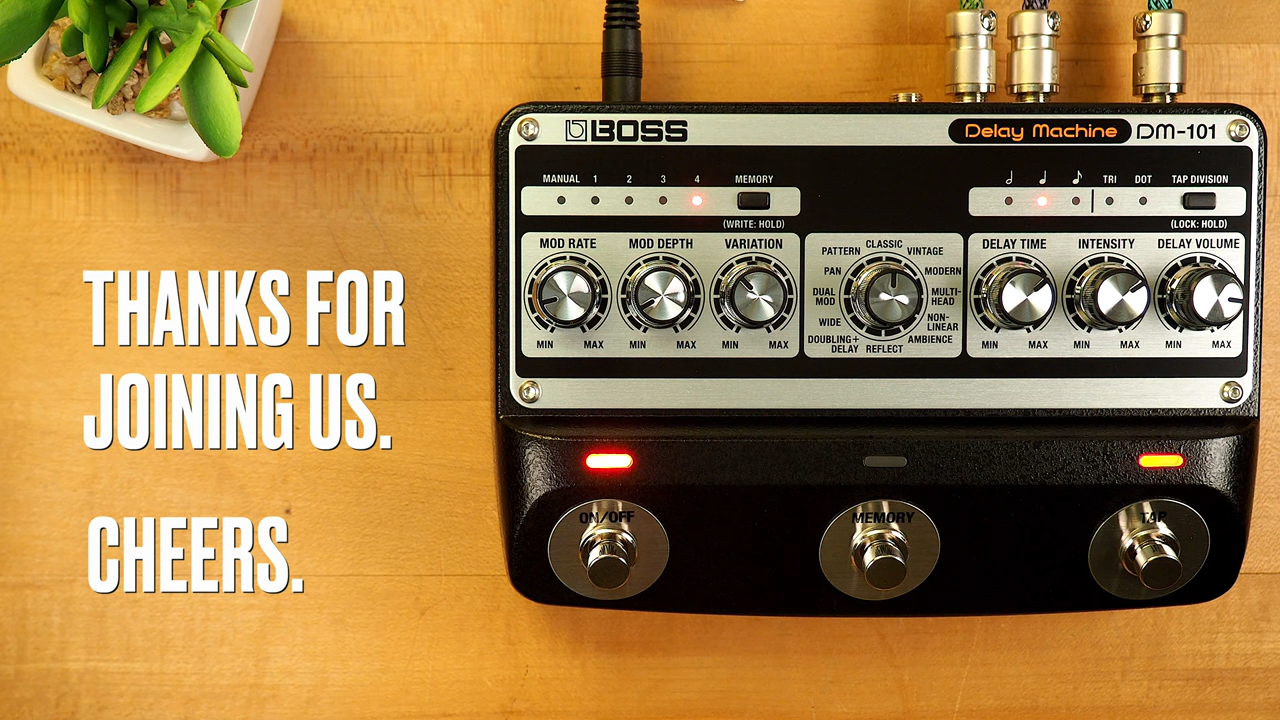 THANKS FOR
JOINING US.
CHEERS.
BOSS
Delay Machine DM-101
MANUAL 1 2 3 4 MEMORY
(WRITE: HOLD)
TRI DOT TAP DIVISION
(LOCK: HOLD)
MOD RATE MOD DEPTH VARIATION
MIN MAX MIN MAX MIN MAX
CLASSIC
PATTERN VINTAGE
PAN MODERN
DUAL MULTI-
MOD HEAD
WIDE NON-
LINEAR
DOUBLING+ AMBIENCE
DELAY REFLECT
DELAY TIME INTENSITY DELAY VOLUME
MIN MAX MIN MAX MIN MAX
ON/OFF MEMORY TAP